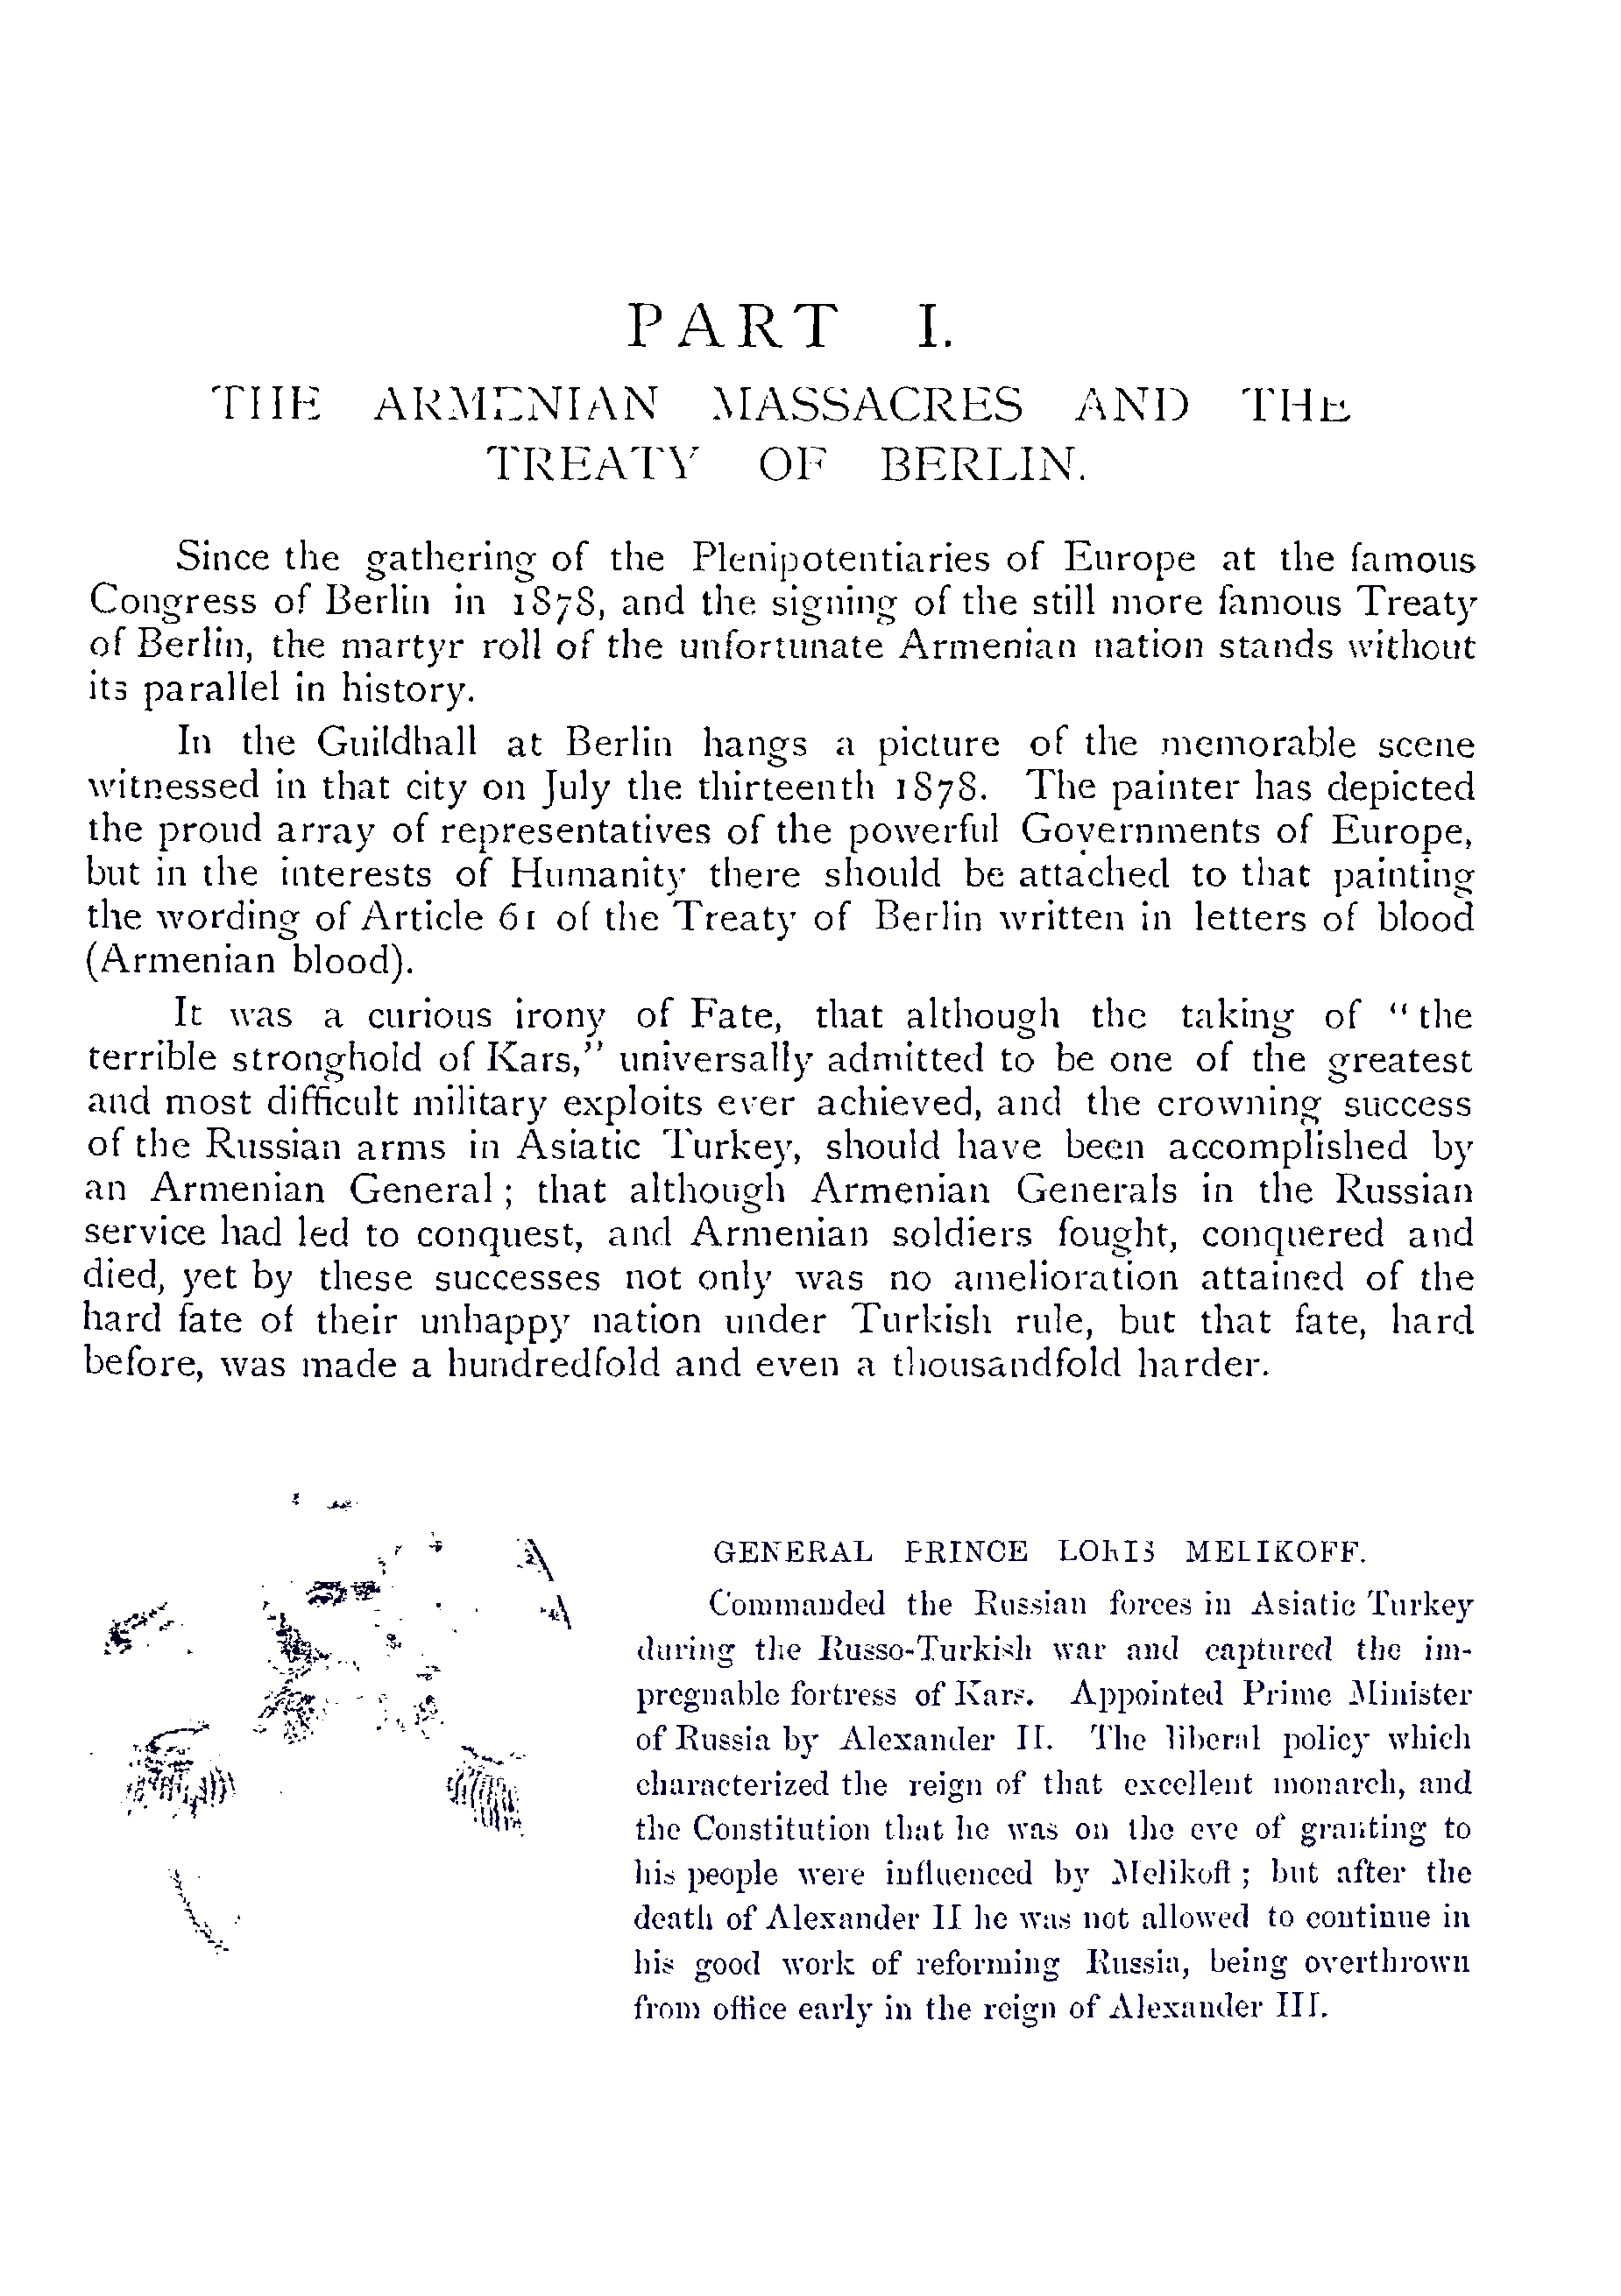 PART I.
THE ARMENIAN MASSACRES AND THE
TREATY OF BERLIN.
Since the gathering of the Plenipotentiaries of Europe at the famous
Congress of Berlin in 1878, and the signing of the still more famous Treaty
of Berlin, the martyr roll of the unfortunate Armenian nation stands without
its parallel in history.
In the Guildhall at Berlin hangs a picture of the memorable scene
witnessed in that city on July the thirteenth 1878. The painter has depicted
the proud array of representatives of the powerful Governments of Europe,
but in the interests of Humanity there should be attached to that painting
the wording of Article 61 of the Treaty of Berlin written in letters of blood
(Armenian blood).
It was a curious irony of Fate, that although the taking of "the
terrible stronghold of Kars," universally admitted to be one of the greatest
and most difficult military exploits ever achieved, and the crowning success
of the Russian arms in Asiatic Turkey, should have been accomplished by
an Armenian General; that although Armenian Generals in the Russian
service had led to conquest, and Armenian soldiers fought, conquered and
died, yet by these successes not only was no amelioration attained of the
hard fate of their unhappy nation under Turkish rule, but that fate, hard
before, was made a hundredfold and even a thousandfold harder.
GENERAL PRINCE LORIS MELIKOFF.
Commanded the Russian forces in Asiatic Turkey
during the Russo-Turkish war and captured the im-
pregnable fortress of Kars. Appointed Prime Minister
of Russia by Alexander II. The liberal policy which
characterized the reign of that excellent monarch, and
the Constitution that he was on the eve of granting to
his people were influenced by Melikoff; but after the
death of Alexander II he was not allowed to continue in
his good work of reforming Russia, being overthrown
from office early in the reign of Alexander III.